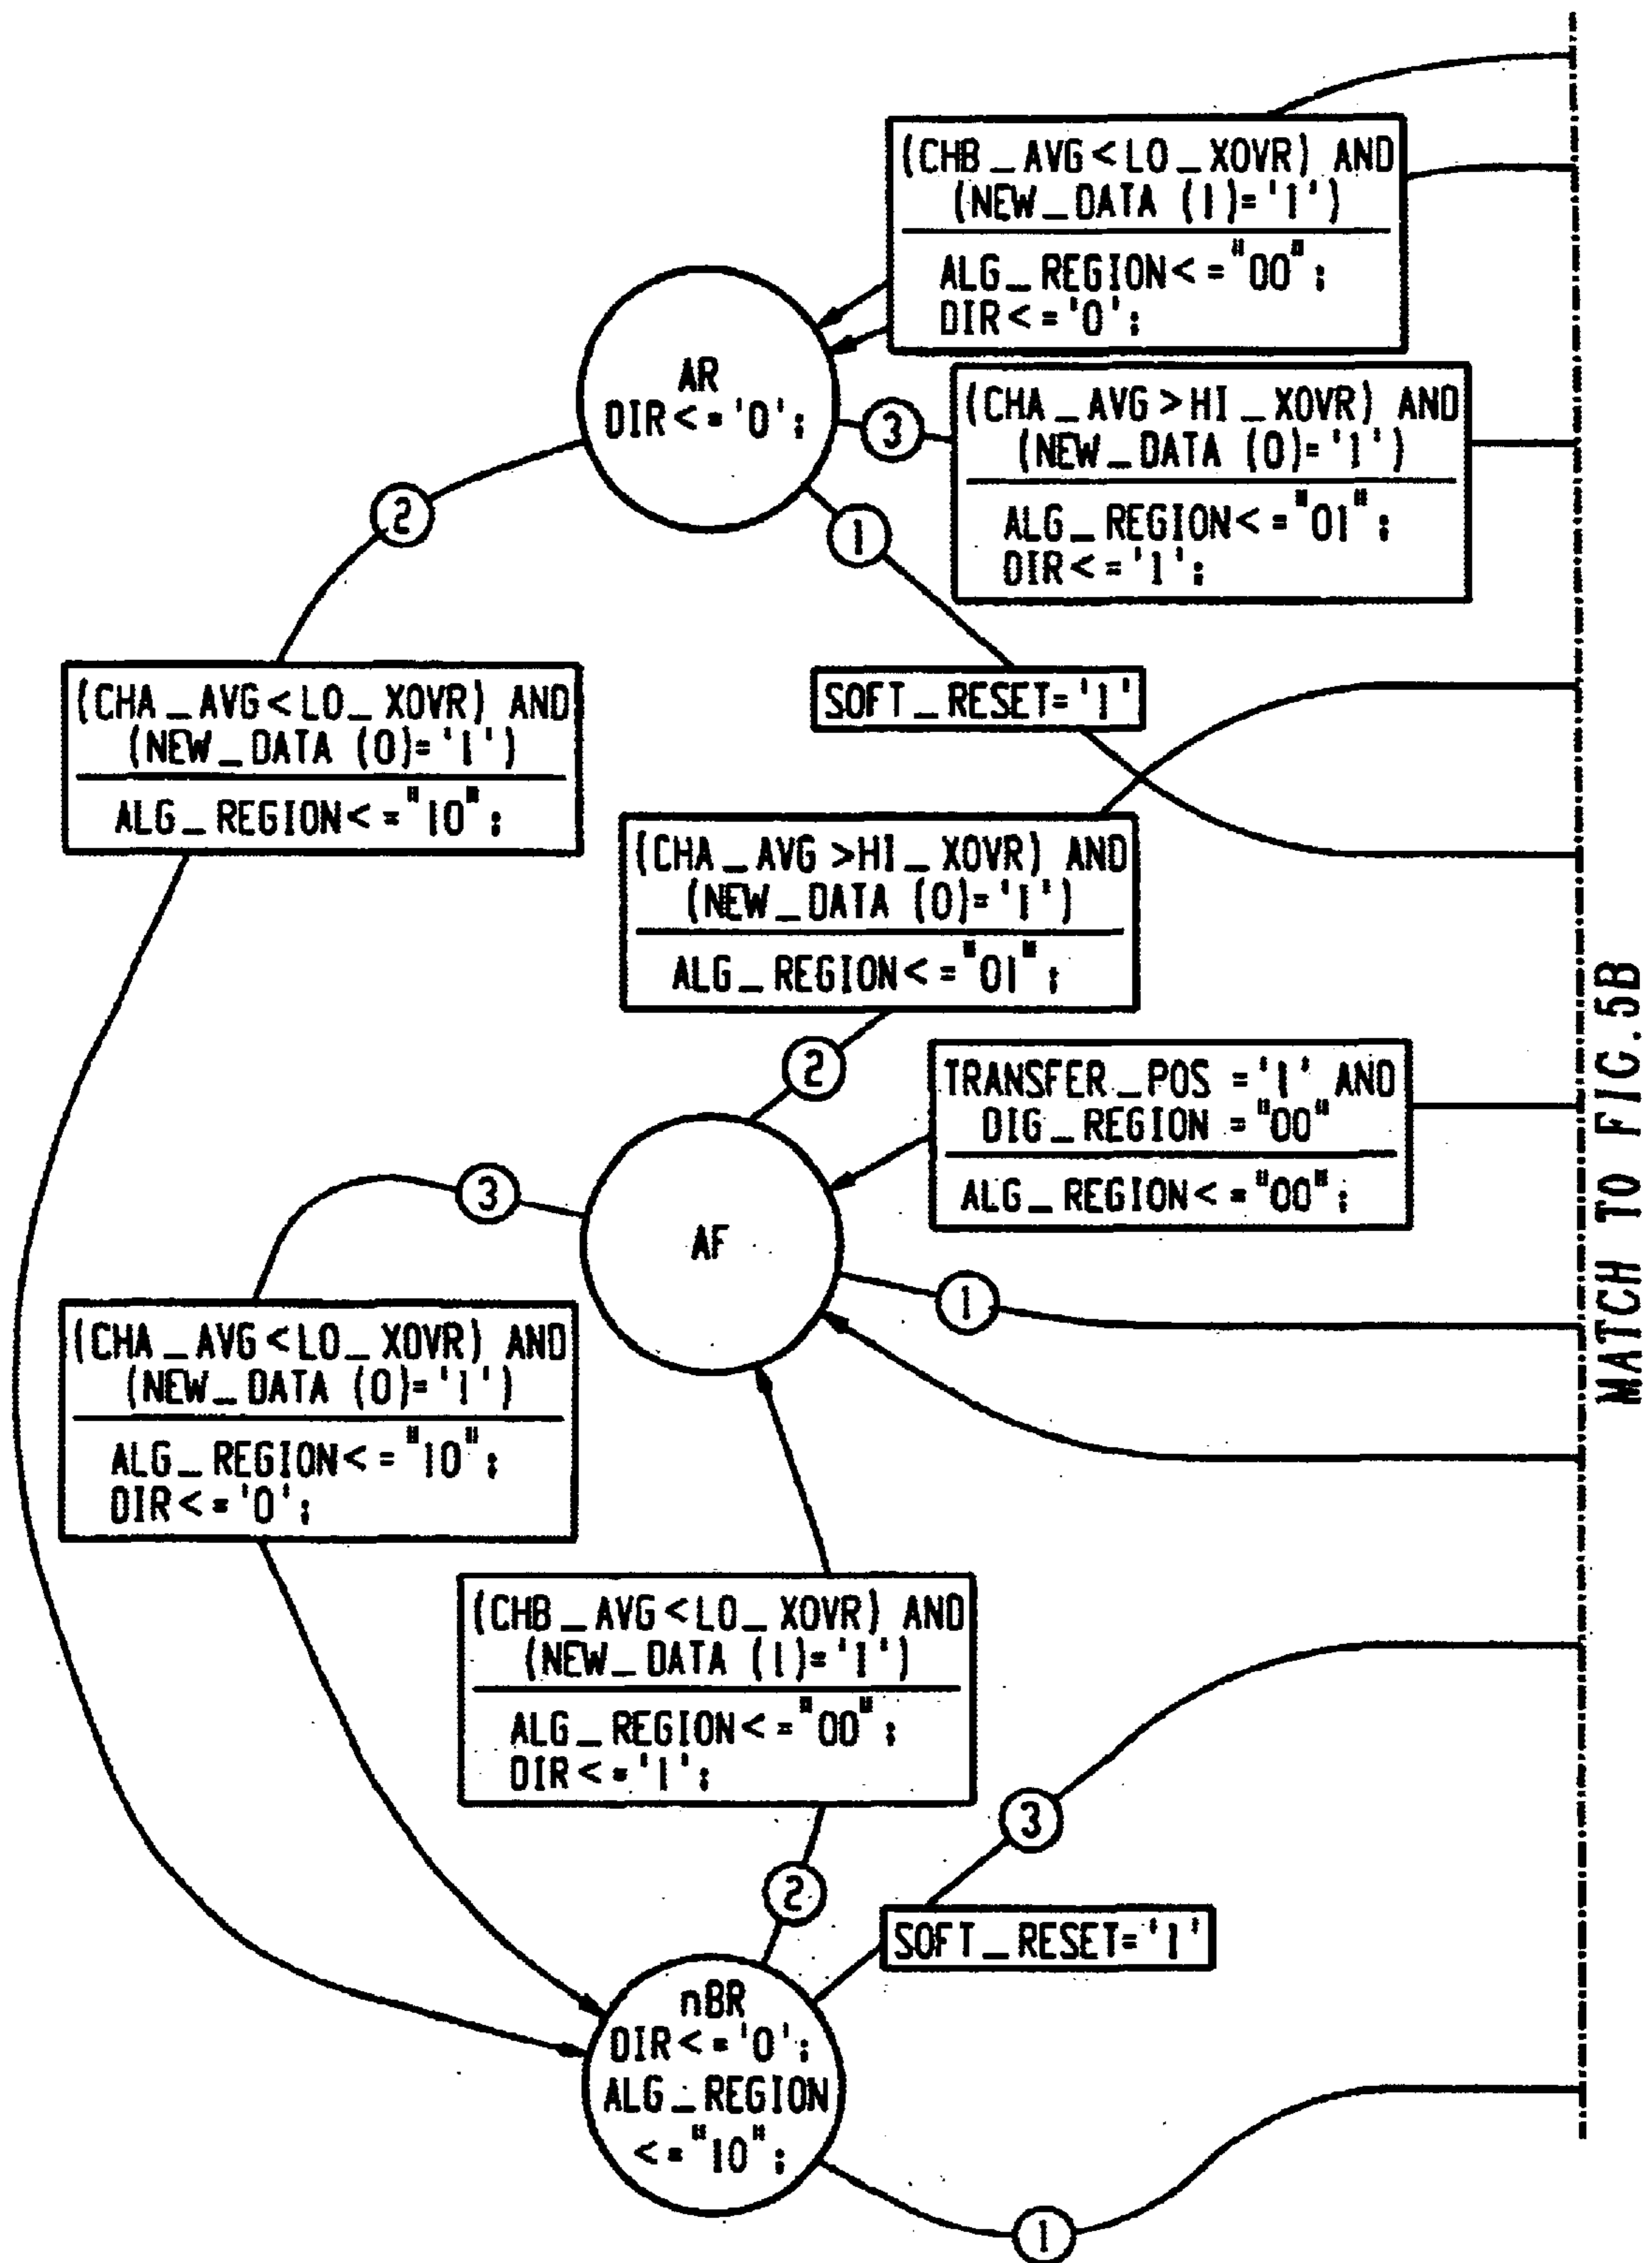 (CHB_AVG<LO_XOVR) AND
(NEW_DATA (1)='1')
ALG_REGION<="00";
DIR<='0';
AR
DIR<='0';
3
(CHA_AVG>HI_XOVR) AND
(NEW_DATA (0)='1')
ALG_REGION<="01";
DIR<='1';
2
1
(CHA_AVG<LO_XOVR) AND
(NEW_DATA (0)='1')
ALG_REGION<="10";
SOFT_RESET='1'
(CHA_AVG>HI_XOVR) AND
(NEW_DATA (0)='1')
ALG_REGION<="01";
2
TRANSFER_POS='1' AND
DIG_REGION="00"
ALG_REGION<="00";
3
AF
1
(CHA_AVG<LO_XOVR) AND
(NEW_DATA (0)='1')
ALG_REGION<="10";
DIR<='0';
(CHB_AVG<LO_XOVR) AND
(NEW_DATA (1)='1')
ALG_REGION<="00";
DIR<='1';
3
2
SOFT_RESET='1'
nBR
DIR<='0';
ALG_REGION
<="10";
1
MATCH TO FIG.5B